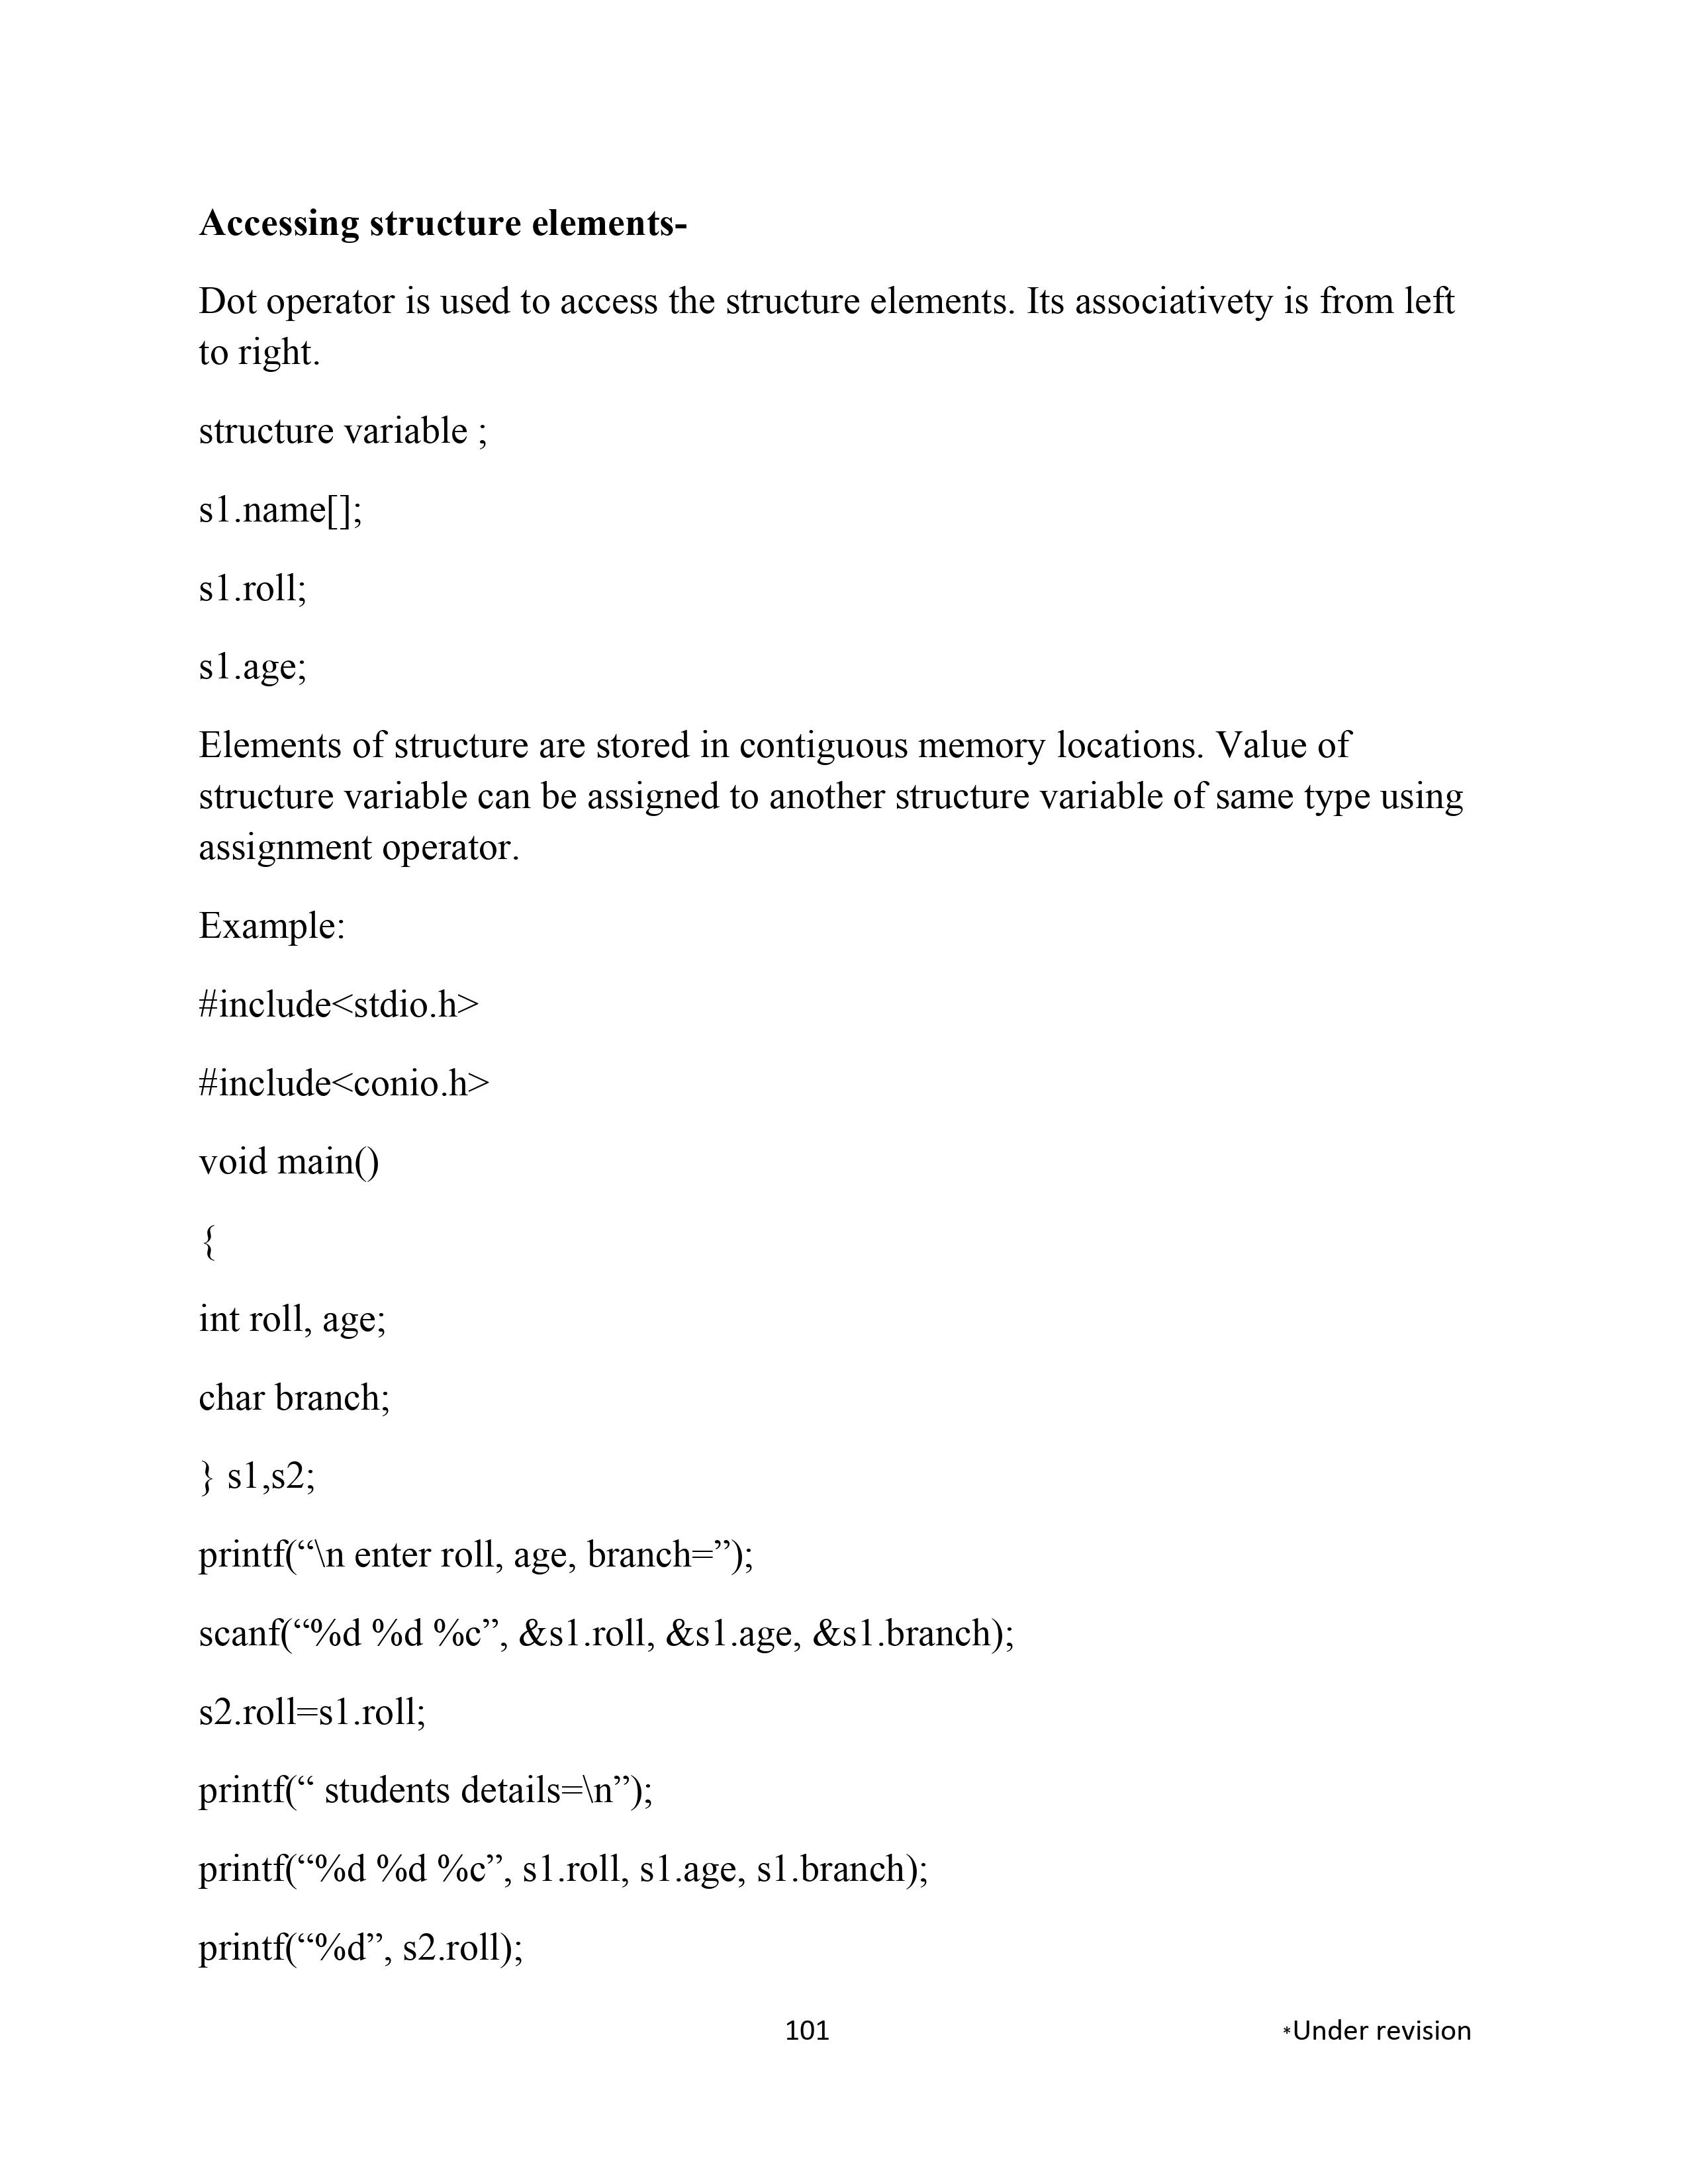 Accessing structure elements-
Dot operator is used to access the structure elements. Its associativety is from left
to right.
structure variable ;
s1.name[];
s1.roll;
s1.age;
Elements of structure are stored in contiguous memory locations. Value of
structure variable can be assigned to another structure variable of same type using
assignment operator.
Example:
#include<stdio.h>
#include<conio.h>
void main()
{
int roll, age;
char branch;
} s1,s2;
printf(“\n enter roll, age, branch=”);
scanf(“%d %d %c”, &s1.roll, &s1.age, &s1.branch);
s2.roll=s1.roll;
printf(“ students details=\n”);
printf(“%d %d %c”, s1.roll, s1.age, s1.branch);
printf(“%d”, s2.roll);
101 *Under revision